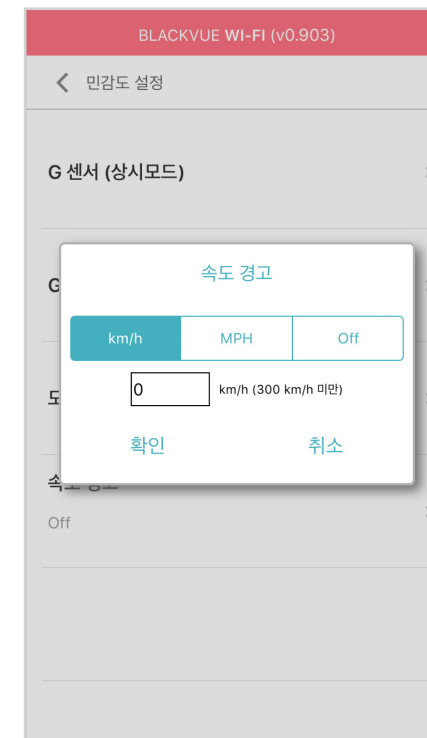 BLACKVUE WI-FI (v0.903)
민감도 설정
G 센서 (상시모드)
G
속도 경고
km/h MPH Off
0 km/h (300 km/h 미만)
확인 취소
Off